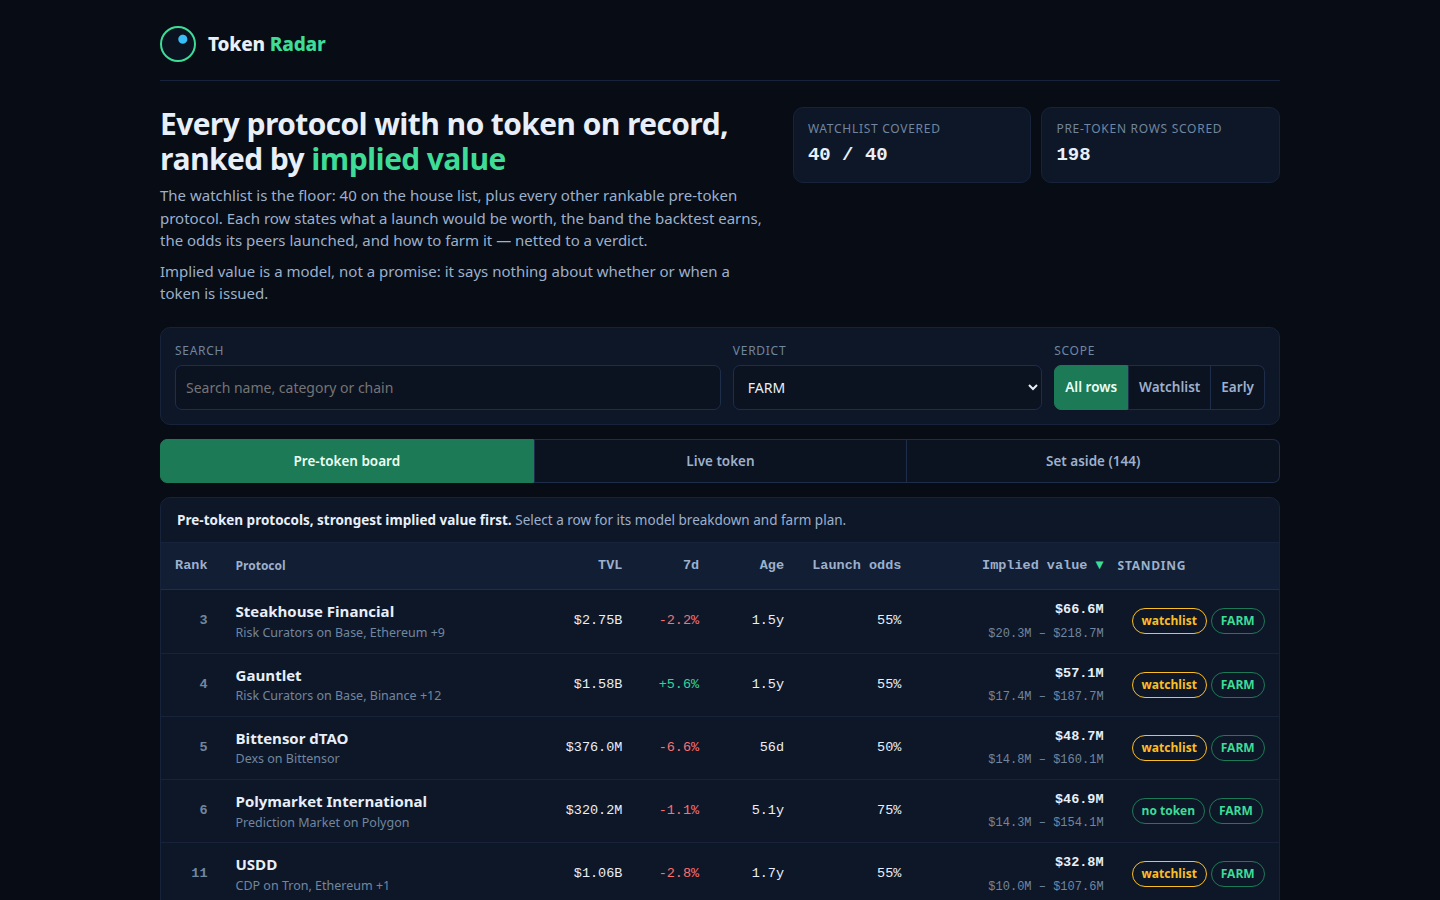 Token Radar
Every protocol with no token on record,
ranked by implied value
The watchlist is the floor: 40 on the house list, plus every other rankable pre-token
protocol. Each row states what a launch would be worth, the band the backtest earns,
the odds its peers launched, and how to farm it — netted to a verdict.
Implied value is a model, not a promise: it says nothing about whether or when a
token is issued.
WATCHLIST COVERED
40 / 40
PRE-TOKEN ROWS SCORED
198
SEARCH
Search name, category or chain
VERDICT
FARM
SCOPE
All rows Watchlist Early
Pre-token board Live token Set aside (144)
Pre-token protocols, strongest implied value first. Select a row for its model breakdown and farm plan.
Rank Protocol TVL 7d Age Launch odds Implied value ▼ STANDING
3 Steakhouse Financial $2.75B -2.2% 1.5y 55% $66.6M watchlist FARM
Risk Curators on Base, Ethereum +9 $20.3M – $218.7M
4 Gauntlet $1.58B +5.6% 1.5y 55% $57.1M watchlist FARM
Risk Curators on Base, Binance +12 $17.4M – $187.7M
5 Bittensor dTAO $376.0M -6.6% 56d 50% $48.7M watchlist FARM
Dexs on Bittensor $14.8M – $160.1M
6 Polymarket International $320.2M -1.1% 5.1y 75% $46.9M no token FARM
Prediction Market on Polygon $14.3M – $154.1M
11 USDD $1.06B -2.8% 1.7y 55% $32.8M watchlist FARM
CDP on Tron, Ethereum +1 $10.0M – $107.6M